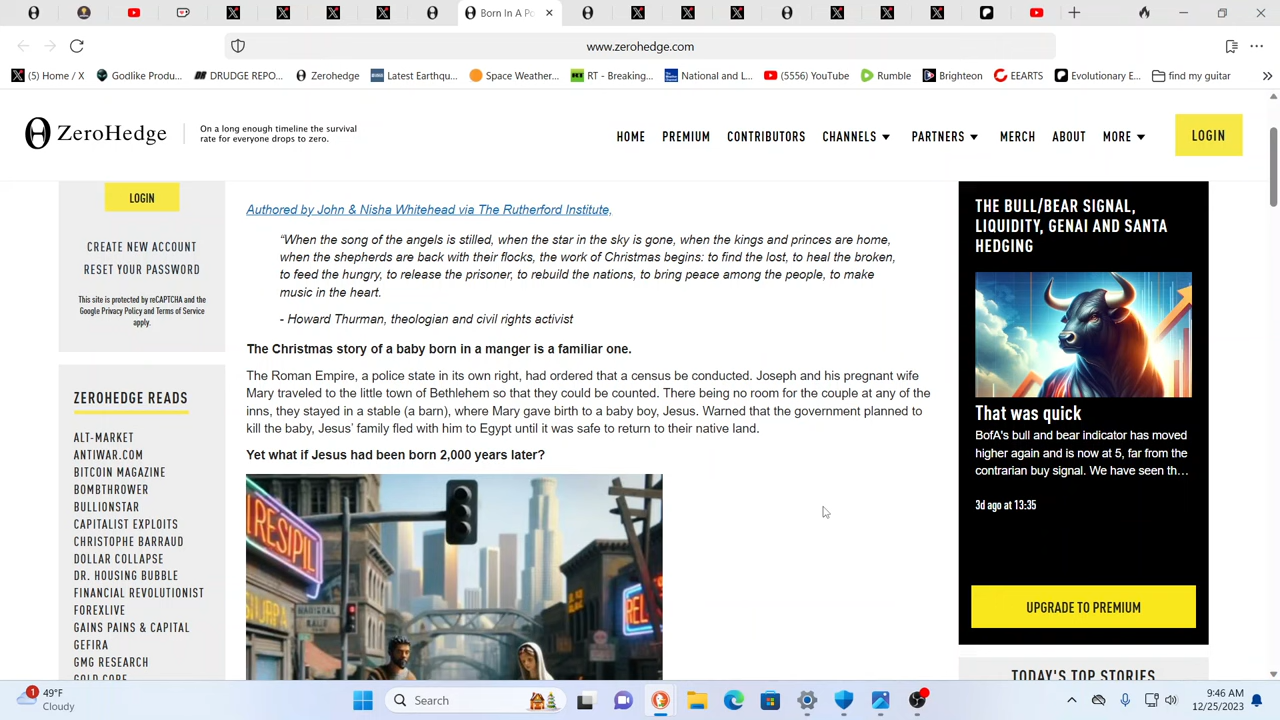 Born In A Po
www.zerohedge.com
(5) Home / X
Godlike Produ...
DRUDGE REPO...
Zerohedge
Latest Earthqu...
Space Weather...
RT - Breaking...
National and L...
(5556) YouTube
Rumble
Brighteon
EEARTS
Evolutionary E...
find my guitar
ZeroHedge
On a long enough timeline the survival
rate for everyone drops to zero.
HOME
PREMIUM
CONTRIBUTORS
CHANNELS
PARTNERS
MERCH
ABOUT
MORE
LOGIN
LOGIN
CREATE NEW ACCOUNT
RESET YOUR PASSWORD
This site is protected by reCAPTCHA and the
Google Privacy Policy and Terms of Service
apply.
ZEROHEDGE READS
ALT-MARKET
ANTIWAR.COM
BITCOIN MAGAZINE
BOMBTHROWER
BULLIONSTAR
CAPITALIST EXPLOITS
CHRISTOPHE BARRAUD
DOLLAR COLLAPSE
DR. HOUSING BUBBLE
FINANCIAL REVOLUTIONIST
FOREXLIVE
GAINS PAINS & CAPITAL
GEFIRA
GMG RESEARCH
GOLD CORE
Authored by John & Nisha Whitehead via The Rutherford Institute,
“When the song of the angels is stilled, when the star in the sky is gone, when the kings and princes are home,
when the shepherds are back with their flocks, the work of Christmas begins: to find the lost, to heal the broken,
to feed the hungry, to release the prisoner, to rebuild the nations, to bring peace among the people, to make
music in the heart.
- Howard Thurman, theologian and civil rights activist
The Christmas story of a baby born in a manger is a familiar one.
The Roman Empire, a police state in its own right, had ordered that a census be conducted. Joseph and his pregnant wife
Mary traveled to the little town of Bethlehem so that they could be counted. There being no room for the couple at any of the
inns, they stayed in a stable (a barn), where Mary gave birth to a baby boy, Jesus. Warned that the government planned to
kill the baby, Jesus’ family fled with him to Egypt until it was safe to return to their native land.
Yet what if Jesus had been born 2,000 years later?
THE BULL/BEAR SIGNAL,
LIQUIDITY, GENAI AND SANTA
HEDGING
That was quick
BofA's bull and bear indicator has moved
higher again and is now at 5, far from the
contrarian buy signal. We have seen th...
3d ago at 13:35
UPGRADE TO PREMIUM
TODAY'S TOP STORIES
1
49°F
Cloudy
Search
9:46 AM
12/25/2023